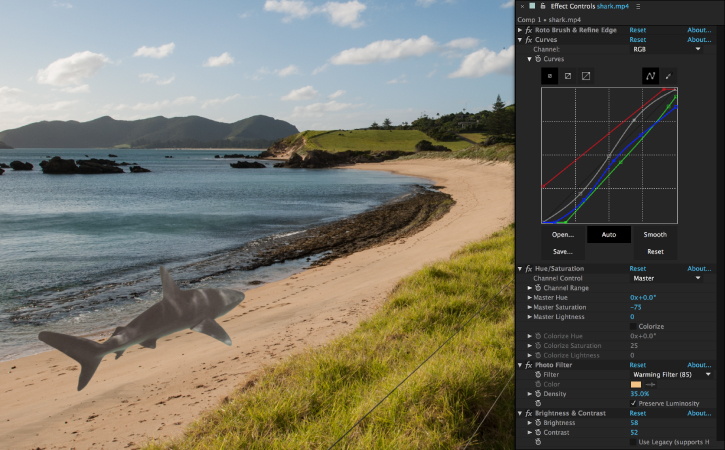 × Effect Controls shark.mp4
Comp 1 • shark.mp4
fx Roto Brush & Refine Edge Reset About...
fx Curves Reset About...
Channel: RGB
Curves
Open... Auto Smooth
Save... Reset
fx Hue/Saturation Reset About...
Channel Control Master
Channel Range
Master Hue 0x+0.0°
Master Saturation -75
Master Lightness 0
Colorize
Colorize Hue 0x+0.0°
Colorize Saturation 25
Colorize Lightness 0
fx Photo Filter Reset About...
Filter Warming Filter (85)
Color
Density 35.0%
Preserve Luminosity
fx Brightness & Contrast Reset About...
Brightness 58
Contrast 52
Use Legacy (supports H